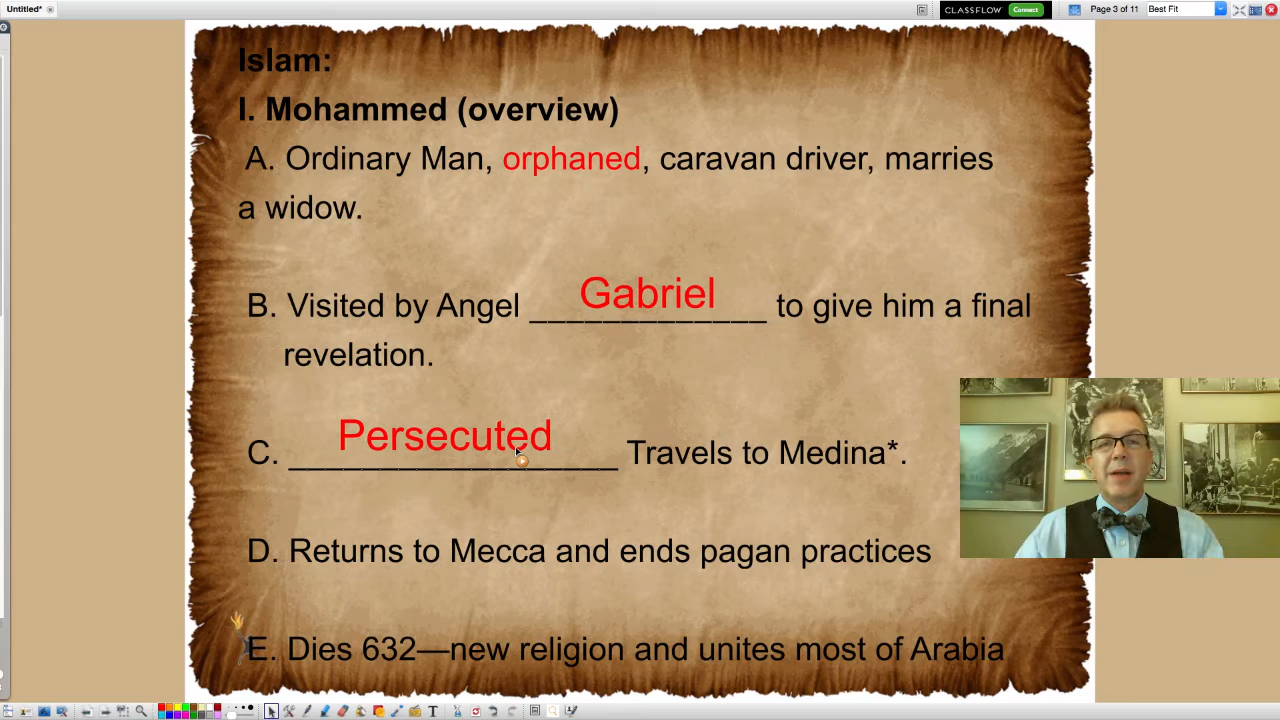 Untitled*
CLASSFLOW Connect Page 3 of 11 Best Fit
Islam:
I. Mohammed (overview)
A. Ordinary Man, orphaned, caravan driver, marries
a widow.
B. Visited by Angel _____________ to give him a final
Gabriel
revelation.
C. __________________ Travels to Medina*.
Persecuted
D. Returns to Mecca and ends pagan practices
E. Dies 632—new religion and unites most of Arabia